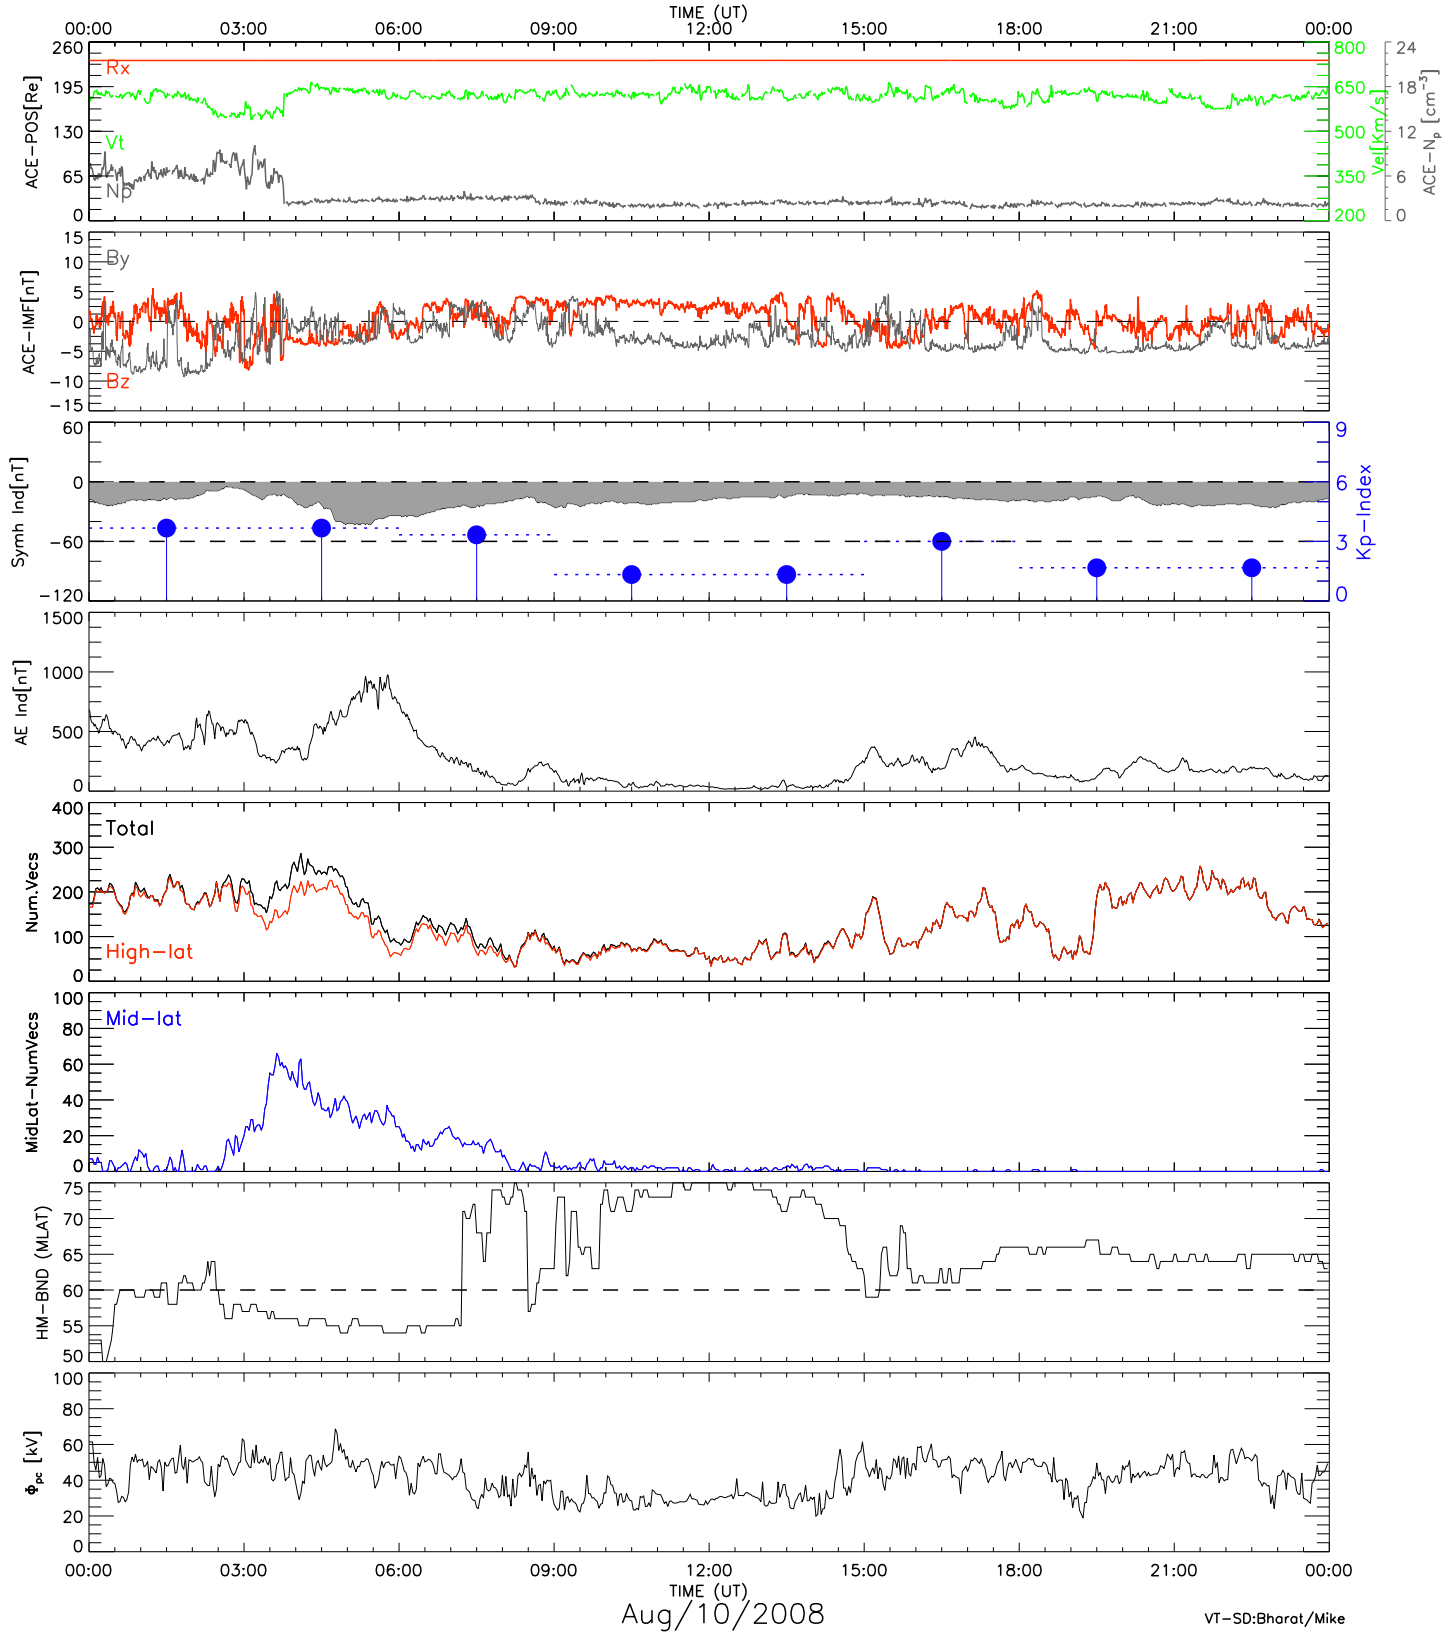 TIME (UT)
00:00 03:00 06:00 09:00 12:00 15:00 18:00 21:00 00:00
ACE-POS[Re]
260
195
130
65
0
Rx
Vt
Np
800
650
500
350
200
Vel[Km/s]
24
18
12
6
0
ACE-Nₚ [cm⁻³]
ACE-IMF[nT]
15
10
5
0
-5
-10
-15
By
Bz
Symh Ind[nT]
60
0
-60
-120
9
6
3
0
Kp-Index
AE Ind[nT]
1500
1000
500
0
Num.Vecs
400
300
200
100
0
Total
High-lat
MidLat-NumVecs
100
80
60
40
20
0
Mid-lat
HM-BND (MLAT)
75
70
65
60
55
50
Φpc [kV]
100
80
60
40
20
0
00:00 03:00 06:00 09:00 12:00 15:00 18:00 21:00 00:00
TIME (UT)
Aug/10/2008
VT-SD:Bharat/Mike